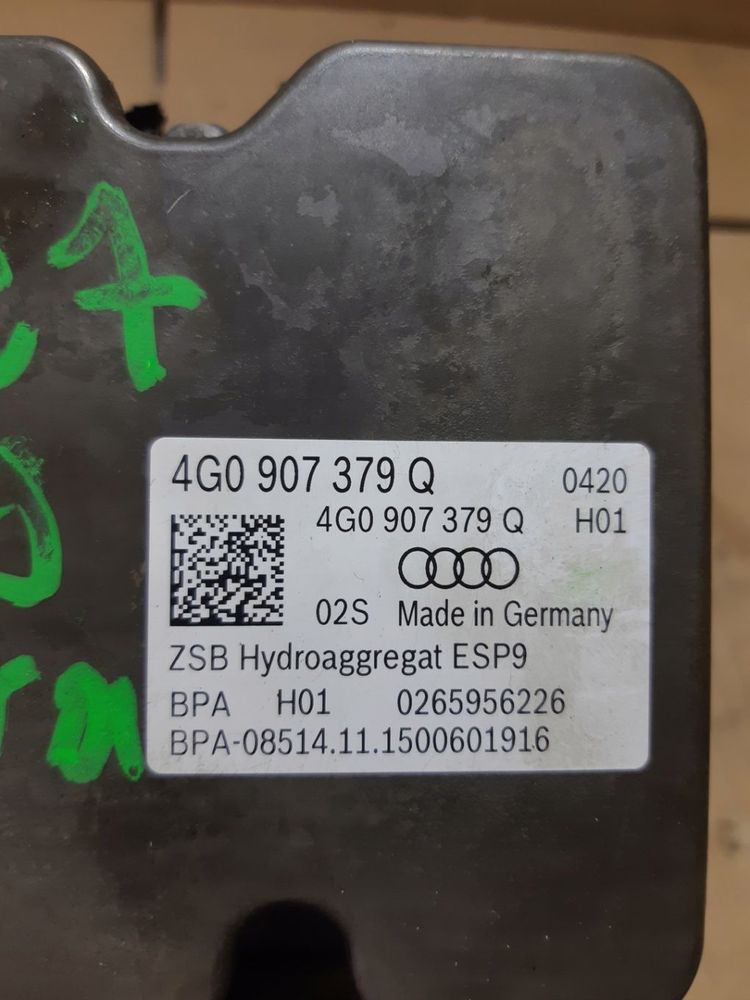 7
4G0 907 379 Q 0420
4G0 907 379 Q H01
02S Made in Germany
ZSB Hydroaggregat ESP9
BPA H01 0265956226
BPA-08514.11.1500601916